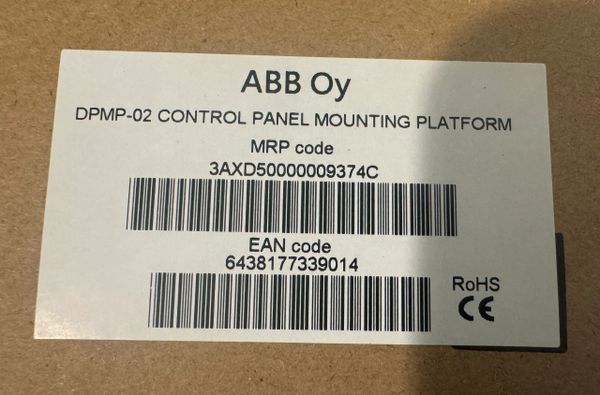 ABB Oy
DPMP-02 CONTROL PANEL MOUNTING PLATFORM
MRP code
3AXD50000009374C
EAN code
6438177339014
RoHS
CE